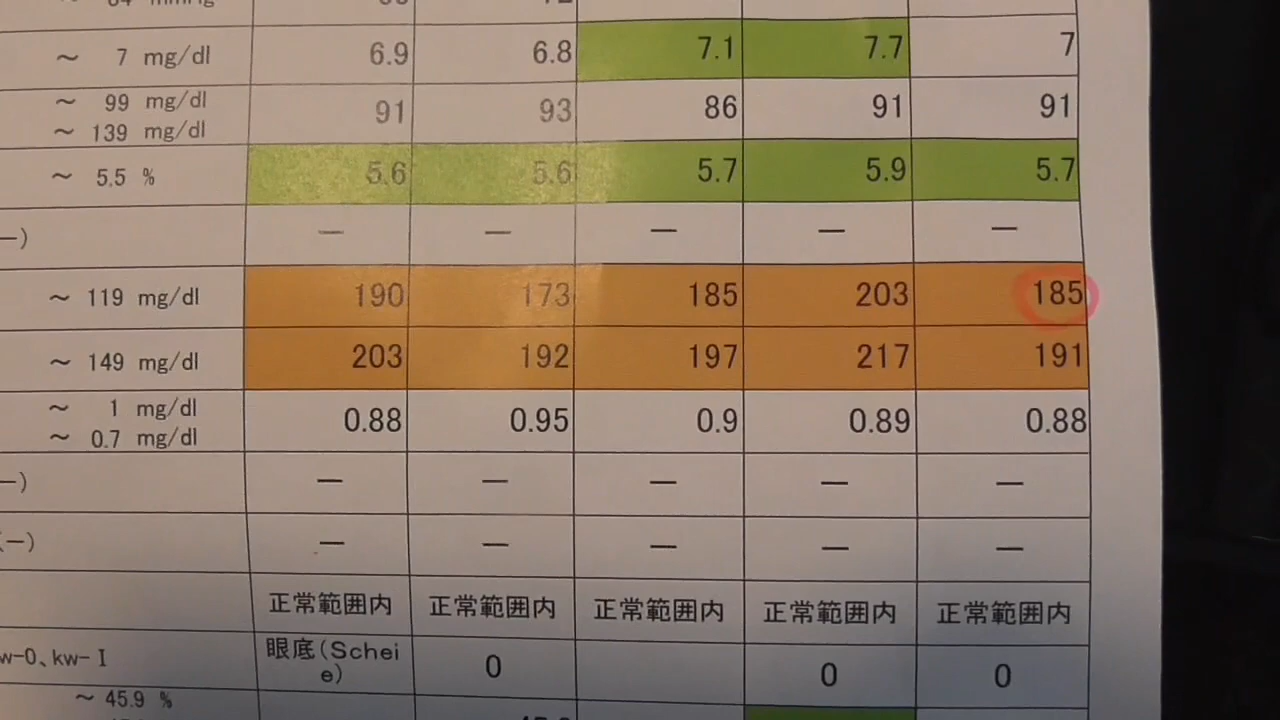 ～ 7 mg/dl 6.9 6.8 7.1 7.7 7
～ 99 mg/dl
～ 139 mg/dl 91 93 86 91 91
～ 5.5 % 5.6 5.6 5.7 5.9 5.7
―) ― ― ― ― ―
～ 119 mg/dl 190 173 185 203 185
～ 149 mg/dl 203 192 197 217 191
～ 1 mg/dl
～ 0.7 mg/dl 0.88 0.95 0.9 0.89 0.88
―) ― ― ― ― ―
(―) ― ― ― ― ―
正常範囲内 正常範囲内 正常範囲内 正常範囲内 正常範囲内
w-0、kw-Ⅰ 眼底(Schei
e) 0 0 0
～ 45.9 %